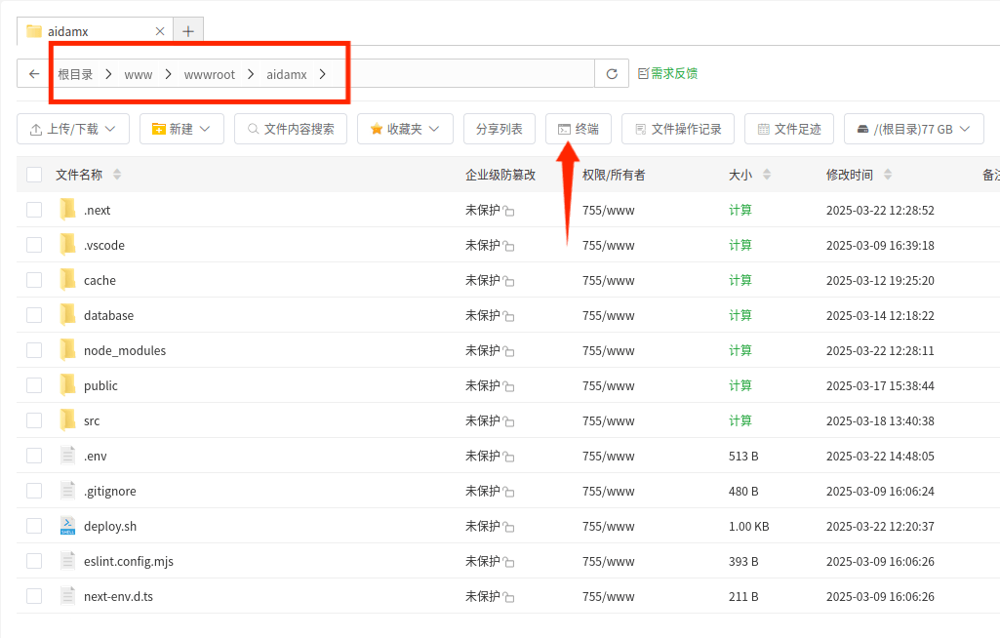 aidamx
根目录 www wwwroot aidamx 需求反馈
上传/下载 新建 文件内容搜索 收藏夹 分享列表 终端 文件操作记录 文件足迹 /(根目录)77 GB
文件名称 企业级防篡改 权限/所有者 大小 修改时间 备注
.next 未保护 755/www 计算 2025-03-22 12:28:52
.vscode 未保护 755/www 计算 2025-03-09 16:39:18
cache 未保护 755/www 计算 2025-03-12 19:25:20
database 未保护 755/www 计算 2025-03-14 12:18:22
node_modules 未保护 755/www 计算 2025-03-22 12:28:11
public 未保护 755/www 计算 2025-03-17 15:38:44
src 未保护 755/www 计算 2025-03-18 13:40:38
.env 未保护 755/www 513 B 2025-03-22 14:48:05
.gitignore 未保护 755/www 480 B 2025-03-09 16:06:24
deploy.sh 未保护 755/www 1.00 KB 2025-03-22 12:20:37
eslint.config.mjs 未保护 755/www 393 B 2025-03-09 16:06:26
next-env.d.ts 未保护 755/www 211 B 2025-03-09 16:06:26